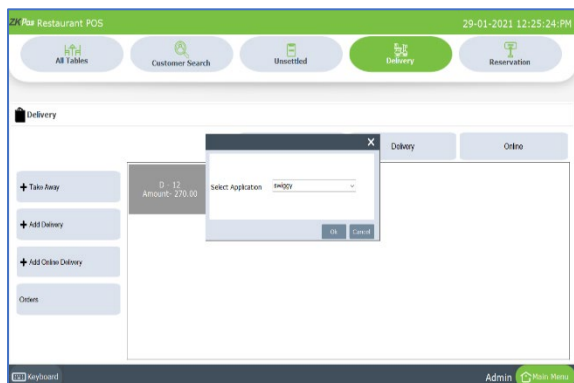 ZKPos Restaurant POS
29-01-2021 12:25:24:PM
All Tables
Customer Search
Unsettled
Delivery
Reservation
Delivery
Delivery
Online
X
Select Application
swiggy
Ok
Cancel
D - 12
Amount- 270.00
+ Take Away
+ Add Delivery
+ Add Online Delivery
Orders
Keyboard
Admin
Main Menu